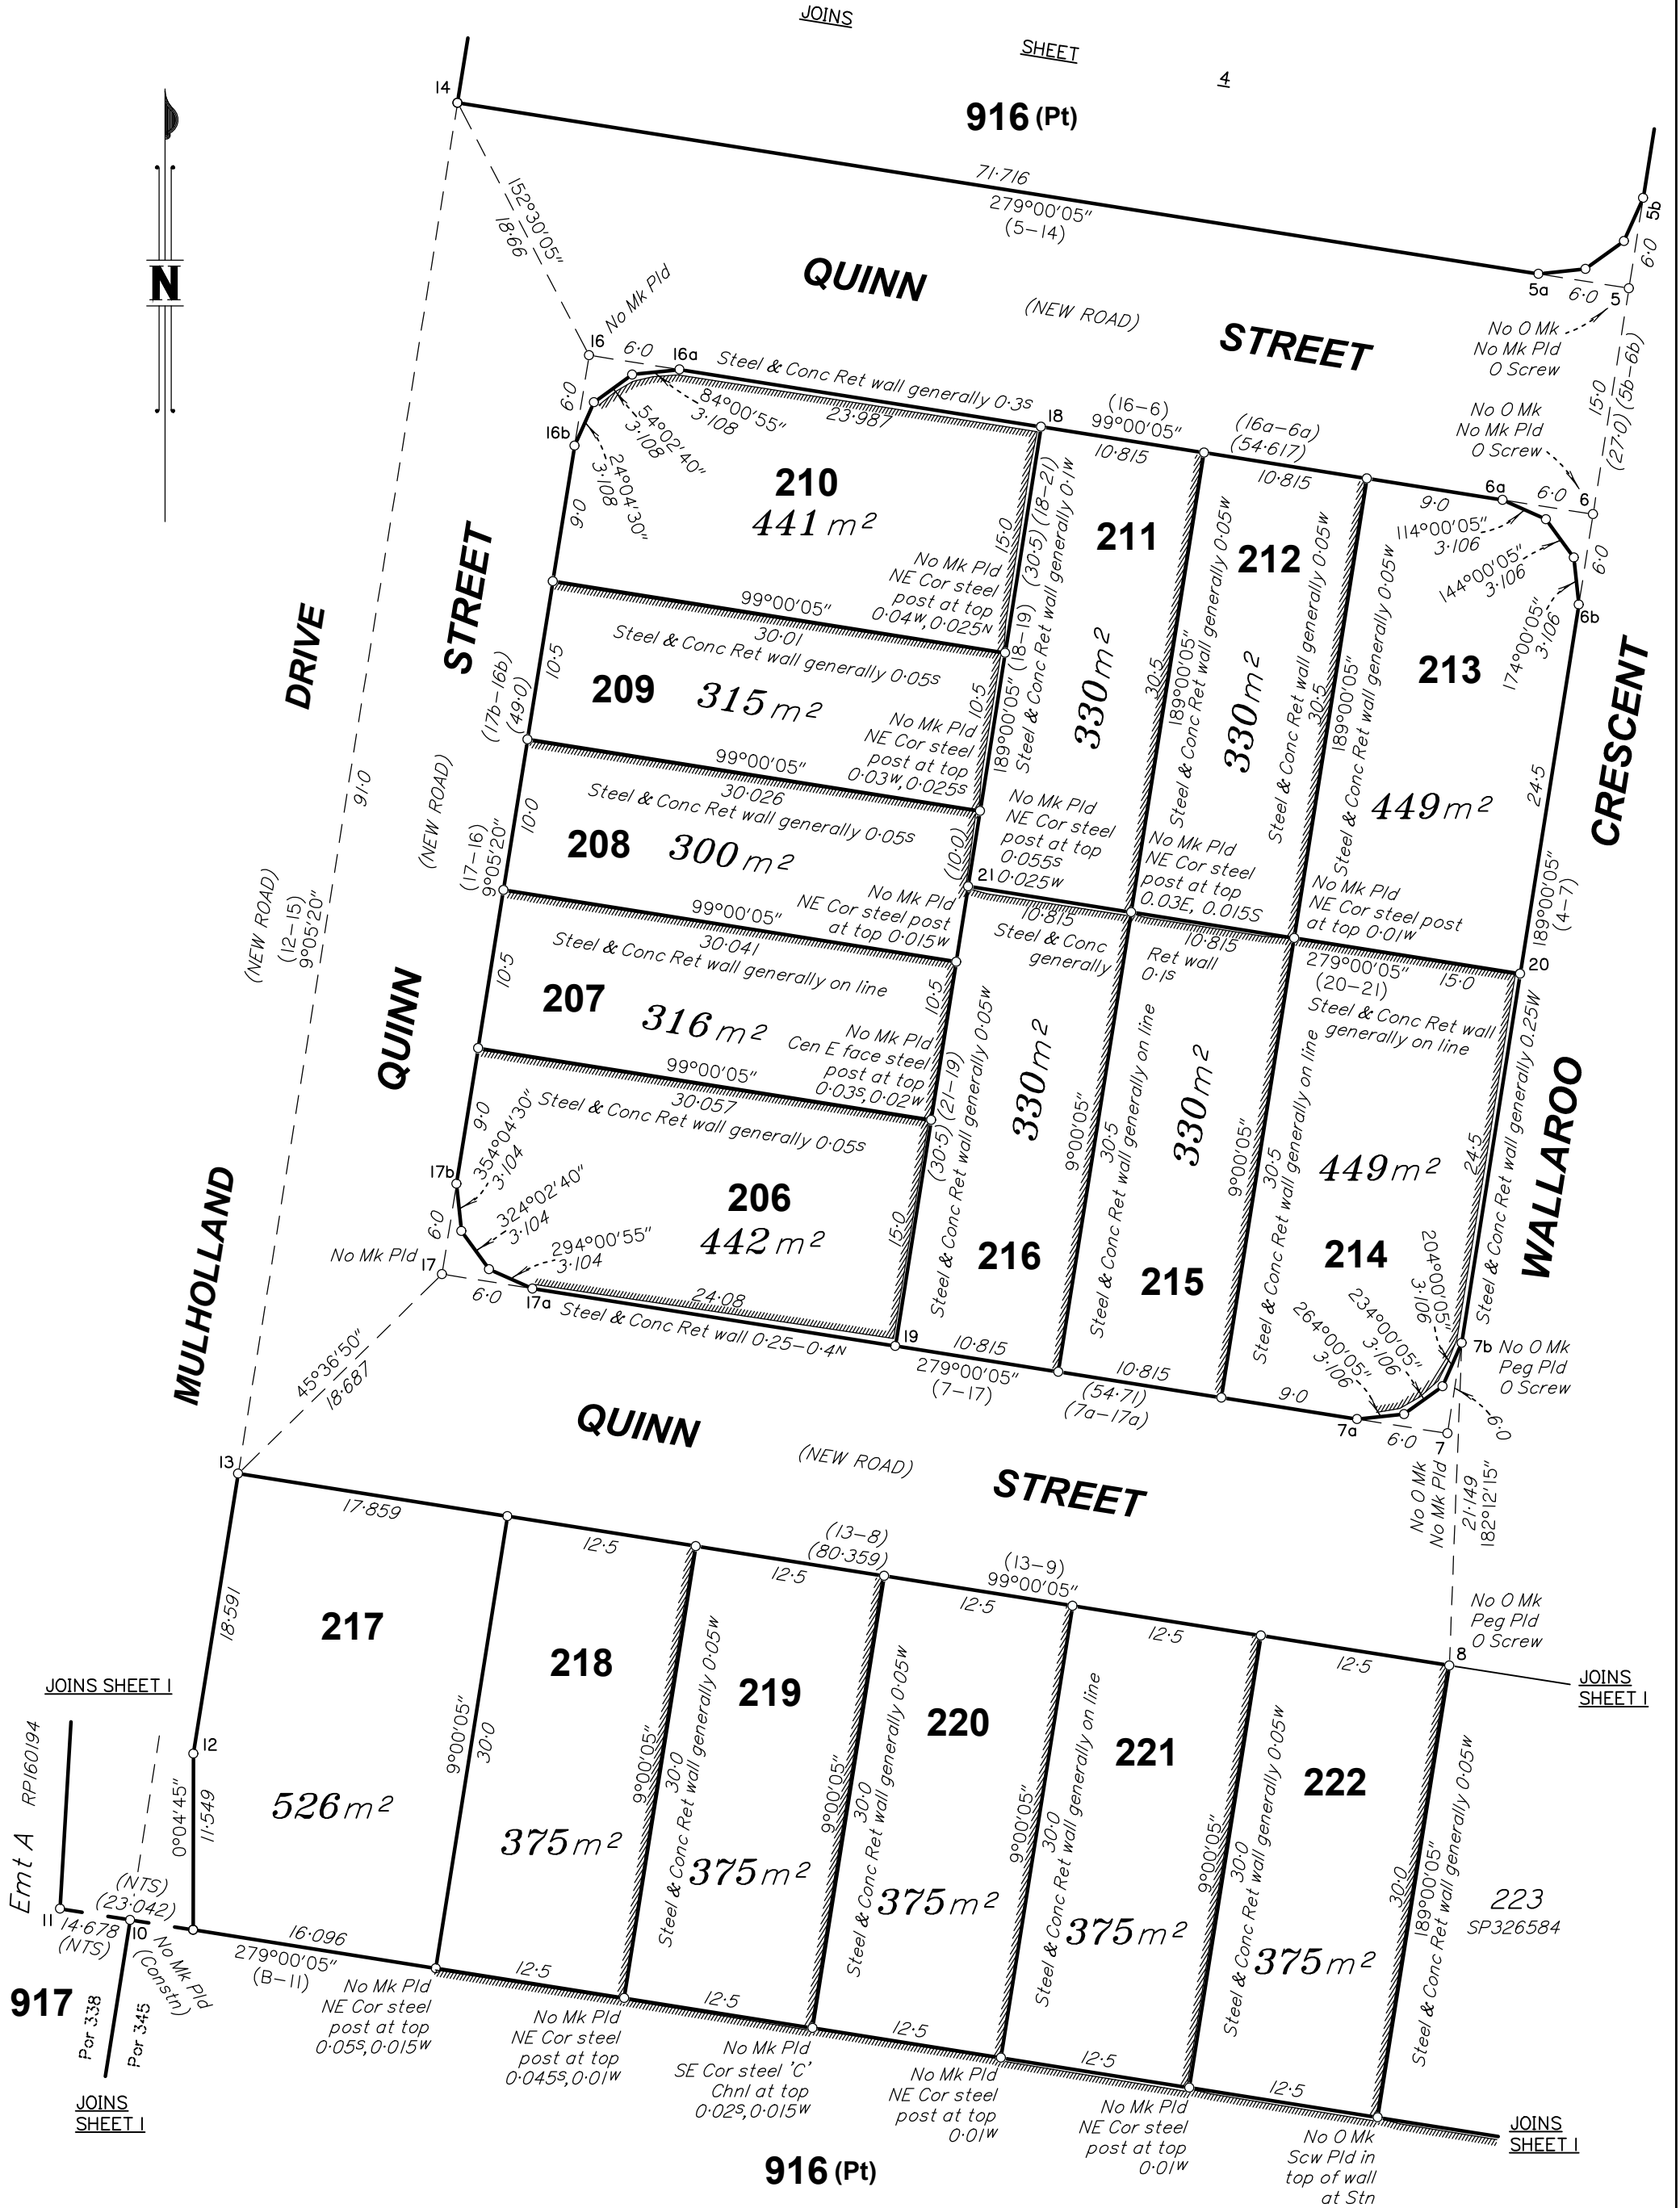 JOINS
SHEET
4
916 (Pt)
14
71·716
279°00'05"
(5-14)
5b
6·0
5a
6·0
5
152°30'05"
18·66
QUINN
(NEW ROAD)
STREET
No O Mk
No Mk Pld
O Screw
15·0
(27·0) (5b-6b)
N
No Mk Pld
16
6·0
16a
6·0
16b
Steel & Conc Ret wall generally 0·3s
23·987
84°00'55"
3·108
54°02'40"
3·108
24°04'30"
3·108
18
(16-6)
99°00'05"
10·815
(16a-6a)
(54·617)
10·815
No O Mk
No Mk Pld
O Screw
9·0
6a
6·0
6
114°00'05"
3·106
144°00'05"
3·106
6·0
6b
174°00'05"
3·106
210
441 m²
9·0
15·0
No Mk Pld
NE Cor steel
post at top
0·04w,0·025N
(30·5) (18-21)
Steel & Conc Ret wall generally 0·1w
189°00'05" (18-19)
211
330 m²
30·5
189°00'05"
Steel & Conc Ret wall generally 0·05w
212
330 m²
Steel & Conc Ret wall generally 0·05w
30·5
189°00'05"
Steel & Conc Ret wall generally 0·05w
213
449 m²
24·5
189°00'05"
(4-7)
CRESCENT
DRIVE
STREET
99°00'05"
30·01
Steel & Conc Ret wall generally 0·05s
10·5
209
315 m²
10·5
No Mk Pld
NE Cor steel
post at top
0·03w,0·025s
(17b-16b)
(49·0)
91·0
(NEW ROAD)
99°00'05"
30·026
Steel & Conc Ret wall generally 0·05s
10·0
208
300 m²
(10·0)
No Mk Pld
NE Cor steel post
at top 0·015w
(17-16)
9°05'20"
No Mk Pld
NE Cor steel
post at top
0·055s
0·025w
21
No Mk Pld
NE Cor steel
post at top
0.03E, 0.015S
No Mk Pld
NE Cor steel post
at top 0·01w
20
(NEW ROAD)
(12-15)
9°05'20"
99°00'05"
30·041
Steel & Conc Ret wall generally on line
10·5
207
316 m²
10·5
No Mk Pld
Cen E face steel
post at top
0·03s,0·02w
10·815
Steel & Conc
generally
10·815
Ret wall
0·1s
279°00'05"
(20-21)
15·0
Steel & Conc Ret wall
generally on line
QUINN
99°00'05"
30·057
Steel & Conc Ret wall generally 0·05s
9·0
17b
354°04'30"
3·104
324°02'40"
3·104
294°00'55"
3·104
6·0
No Mk Pld
17
6·0
17a
206
442 m²
15·0
24·08
Steel & Conc Ret wall 0·25-0·4N
19
(30·5) (21-19)
Steel & Conc Ret wall generally 0·05w
330 m²
216
9°00'05"
30·5
Steel & Conc Ret wall generally on line
330 m²
215
9°00'05"
30·5
Steel & Conc Ret wall generally on line
449 m²
214
24·5
Steel & Conc Ret wall generally 0.25W
WALLAROO
204°00'05"
3·106
234°00'05"
3·106
264°00'05"
3·106
7b
No O Mk
Peg Pld
O Screw
MULHOLLAND
45°36'50"
18·687
10·815
279°00'05"
(7-17)
10·815
(54·71)
(7a-17a)
9·0
7a
6·0
7
6·0
No O Mk
No Mk Pld
21·149
182°12'15"
QUINN
(NEW ROAD)
STREET
13
17·859
12·5
(13-8)
(80·359)
12·5
(13-9)
99°00'05"
12·5
12·5
12·5
No O Mk
Peg Pld
O Screw
8
JOINS
SHEET 1
18·591
217
526 m²
9°00'05"
30·0
218
375 m²
9°00'05"
30·0
Steel & Conc Ret wall generally 0·05w
219
375 m²
9°00'05"
30·0
Steel & Conc Ret wall generally 0·05w
220
375 m²
9°00'05"
30·0
Steel & Conc Ret wall generally on line
221
375 m²
9°00'05"
30·0
Steel & Conc Ret wall generally 0·05w
222
375 m²
30·0
189°00'05"
Steel & Conc Ret wall generally 0·05w
223
SP326584
JOINS SHEET 1
RP160194
Emt A
12
0°04'45"
11·549
(NTS)
(23·042)
11
14·678
(NTS)
10
No Mk Pld
(Constn)
917
Por 338
Por 345
JOINS
SHEET 1
16·096
279°00'05"
(B-11)
No Mk Pld
NE Cor steel
post at top
0·05s,0·015w
12·5
No Mk Pld
NE Cor steel
post at top
0·045s,0·01w
12·5
No Mk Pld
SE Cor steel 'C'
Chnl at top
0·02s,0·015w
12·5
No Mk Pld
NE Cor steel
post at top
0·01w
12·5
No Mk Pld
NE Cor steel
post at top
0·01w
12·5
No O Mk
Scw Pld in
top of wall
at Stn
JOINS
SHEET 1
916 (Pt)